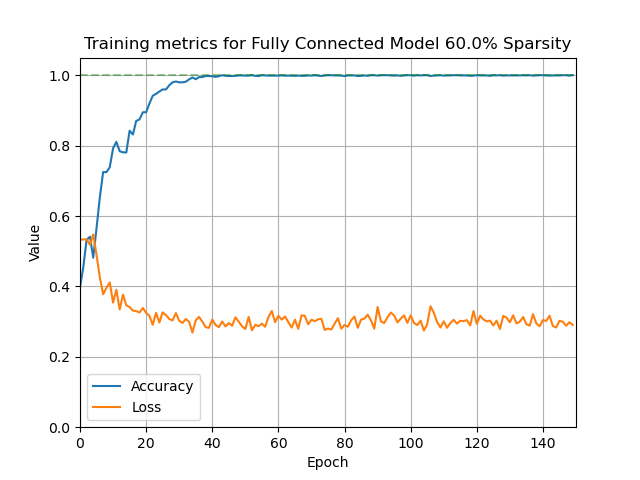 Training metrics for Fully Connected Model 60.0% Sparsity
1.0
0.8
0.6
0.4
0.2
0.0
Value
Accuracy
Loss
0 20 40 60 80 100 120 140
Epoch